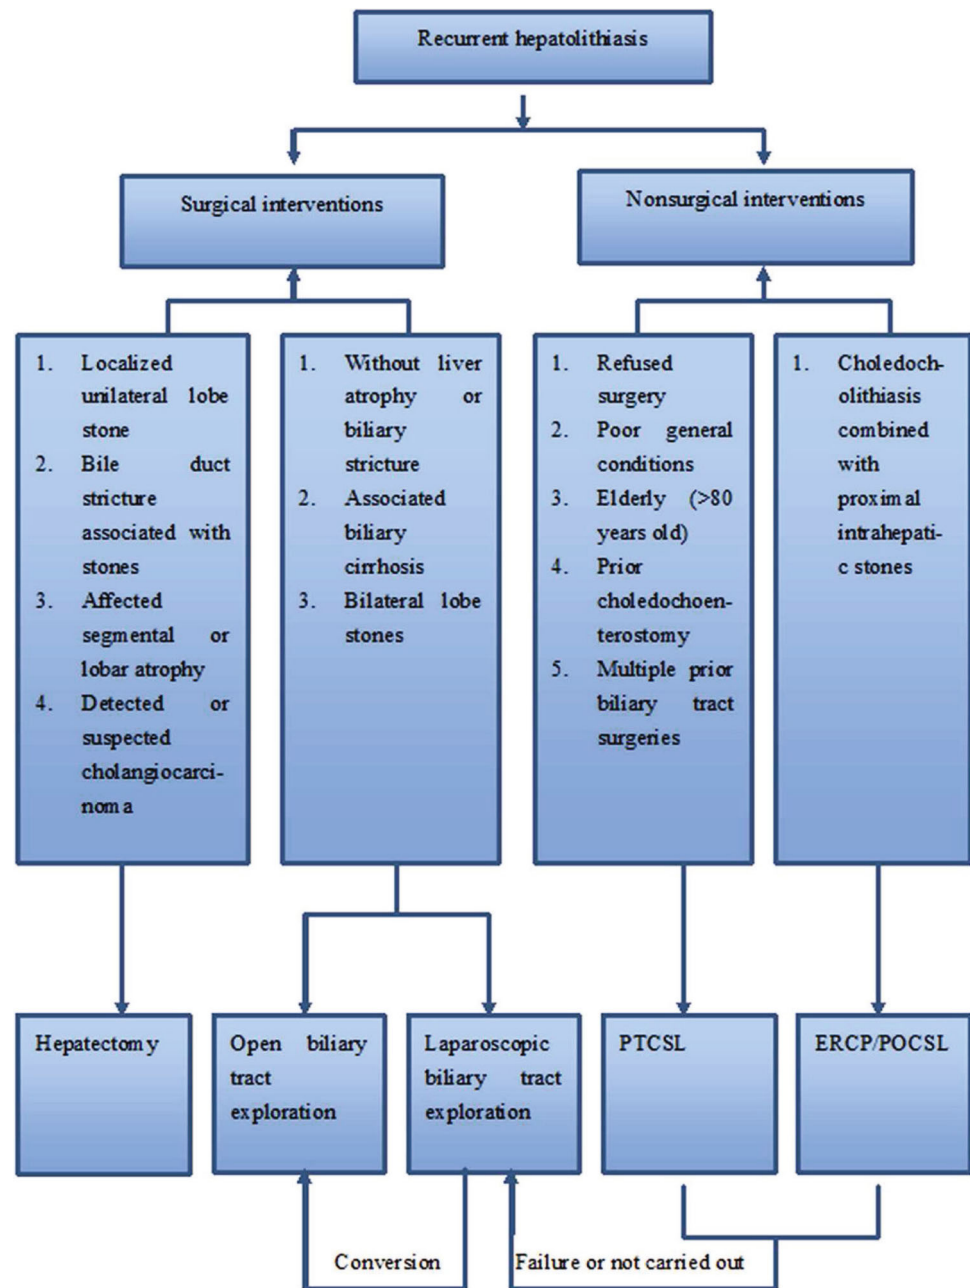 Recurrent hepatolithiasis
Surgical interventions
Nonsurgical interventions
1. Localized
unilateral lobe
stone
2. Bile duct
stricture
associated with
stones
3. Affected
segmental or
lobar atrophy
4. Detected or
suspected
cholangiocarci-
noma
1. Without liver
atrophy or
biliary
stricture
2. Associated
biliary
cirrhosis
3. Bilateral lobe
stones
1. Refused
surgery
2. Poor general
conditions
3. Elderly (>80
years old)
4. Prior
choledochoen-
terostomy
5. Multiple prior
biliary tract
surgeries
1. Choledoch-
olithiasis
combined
with
proximal
intrahepati-
c stones
Hepatectomy
Open biliary
tract
exploration
Laparoscopic
biliary tract
exploration
PTCSL
ERCP/POCSL
Conversion
Failure or not carried out